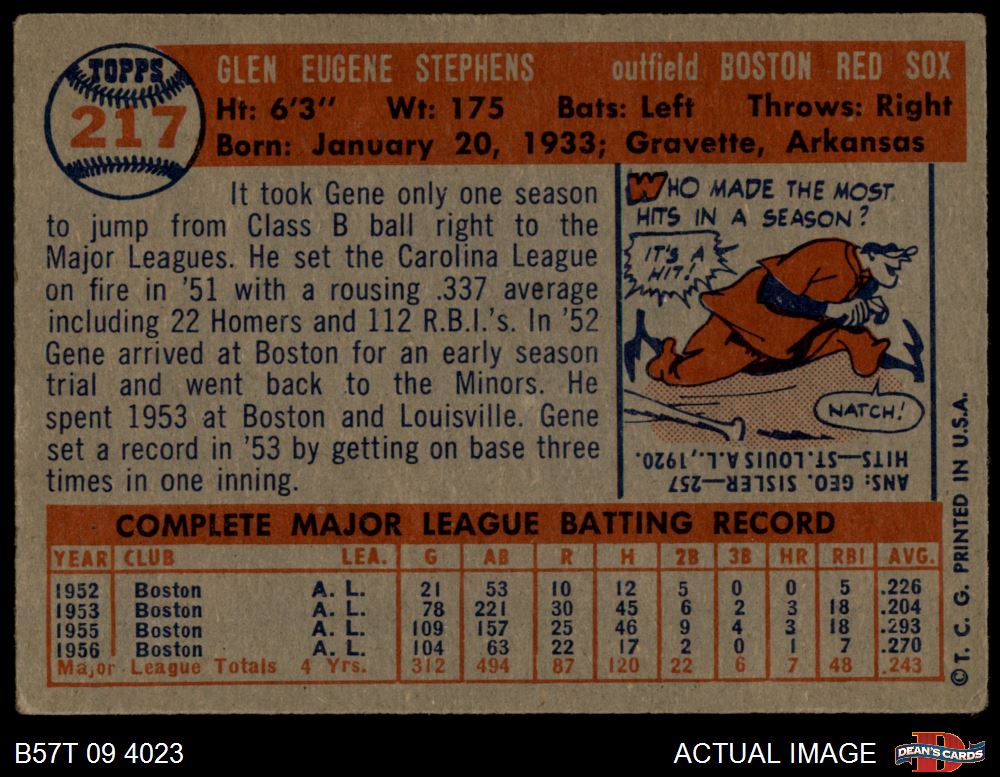 TOPPS
217
GLEN EUGENE STEPHENS outfield BOSTON RED SOX
Ht: 6'3" Wt: 175 Bats: Left Throws: Right
Born: January 20, 1933; Gravette, Arkansas
It took Gene only one season
to jump from Class B ball right to the
Major Leagues. He set the Carolina League
on fire in '51 with a rousing .337 average
including 22 Homers and 112 R.B.I.'s. In '52
Gene arrived at Boston for an early season
trial and went back to the Minors. He
spent 1953 at Boston and Louisville. Gene
set a record in '53 by getting on base three
times in one inning.
WHO MADE THE MOST
HITS IN A SEASON?
IT'S A
HIT!
NATCH!
ANS: GEO. SISLER—257
HITS—ST. LOUIS A.L., 1920.
COMPLETE MAJOR LEAGUE BATTING RECORD
YEAR CLUB LEA. G AB R H 2B 3B HR RBI AVG.
1952 Boston A. L. 21 53 10 12 5 0 0 5 .226
1953 Boston A. L. 78 221 30 45 6 2 3 18 .204
1955 Boston A. L. 109 157 25 46 9 4 3 18 .293
1956 Boston A. L. 104 63 22 17 2 0 1 7 .270
Major League Totals 4 Yrs. 312 494 87 120 22 6 7 48 .243
©T. C. G. PRINTED IN U.S.A.
B57T 09 4023
ACTUAL IMAGE
D
DEAN'S CARDS